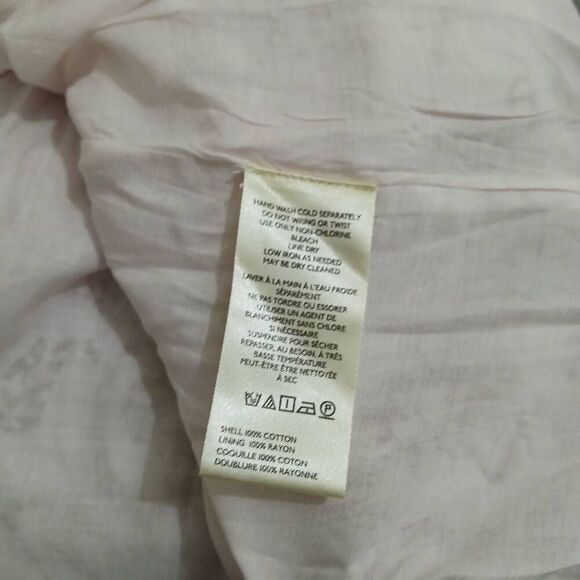 HAND WASH COLD SEPARATELY
DO NOT WRING OR TWIST
USE ONLY NON-CHLORINE
BLEACH
LINE DRY
LOW IRON AS NEEDED
MAY BE DRY CLEANED
LAVER À LA MAIN À L'EAU FROIDE
SÉPARÉMENT
NE PAS TORDRE OU ESSORER
UTILISER UN AGENT DE
BLANCHIMENT SANS CHLORE
SI NÉCESSAIRE
SUSPENDRE POUR SÉCHER
REPASSER, AU BESOIN, À TRÉS
BASSE TEMPÉRATURE
PEUT-ÊTRE ÊTRE NETTOYÉE
À SEC
P
SHELL 100% COTTON
LINING 100% RAYON
COQUILLE 100% COTON
DOUBLURE 100% RAYONNE